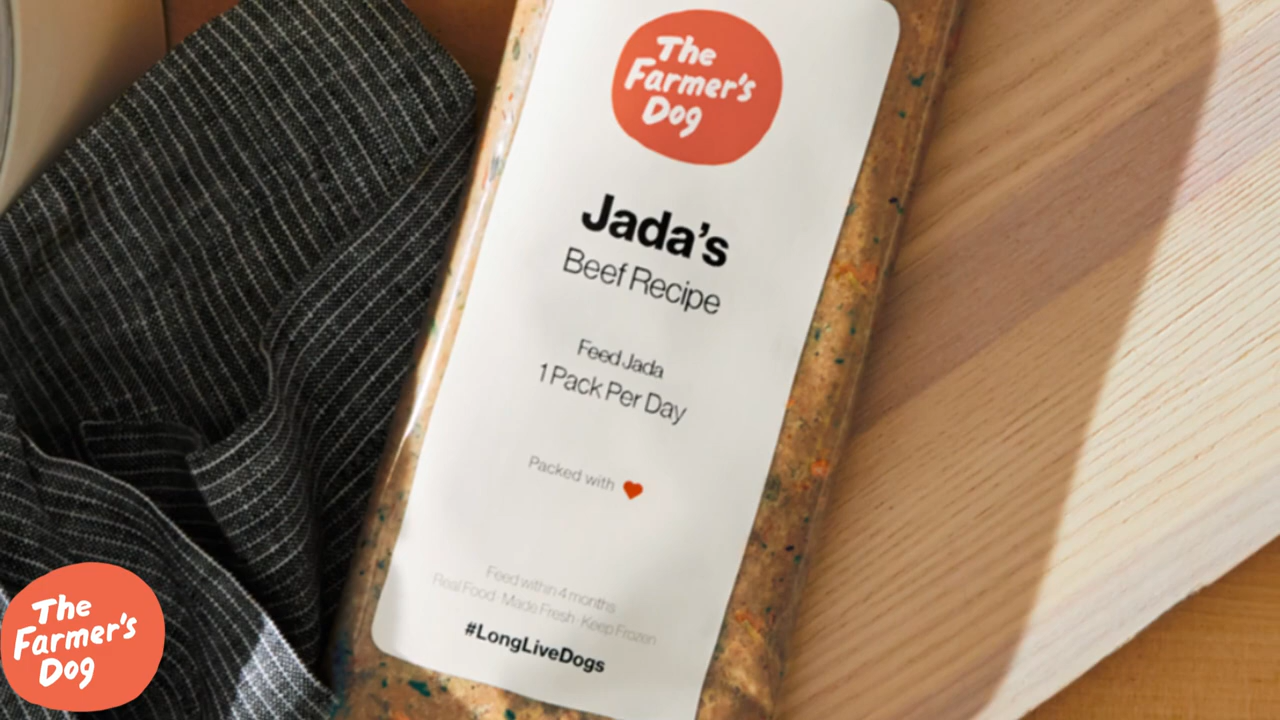 The
Farmer's
Dog
Jada's
Beef Recipe
Feed Jada
1 Pack Per Day
Packed with
Feed within 4 months
Real Food · Made Fresh · Keep Frozen
#LongLiveDogs
The
Farmer's
Dog